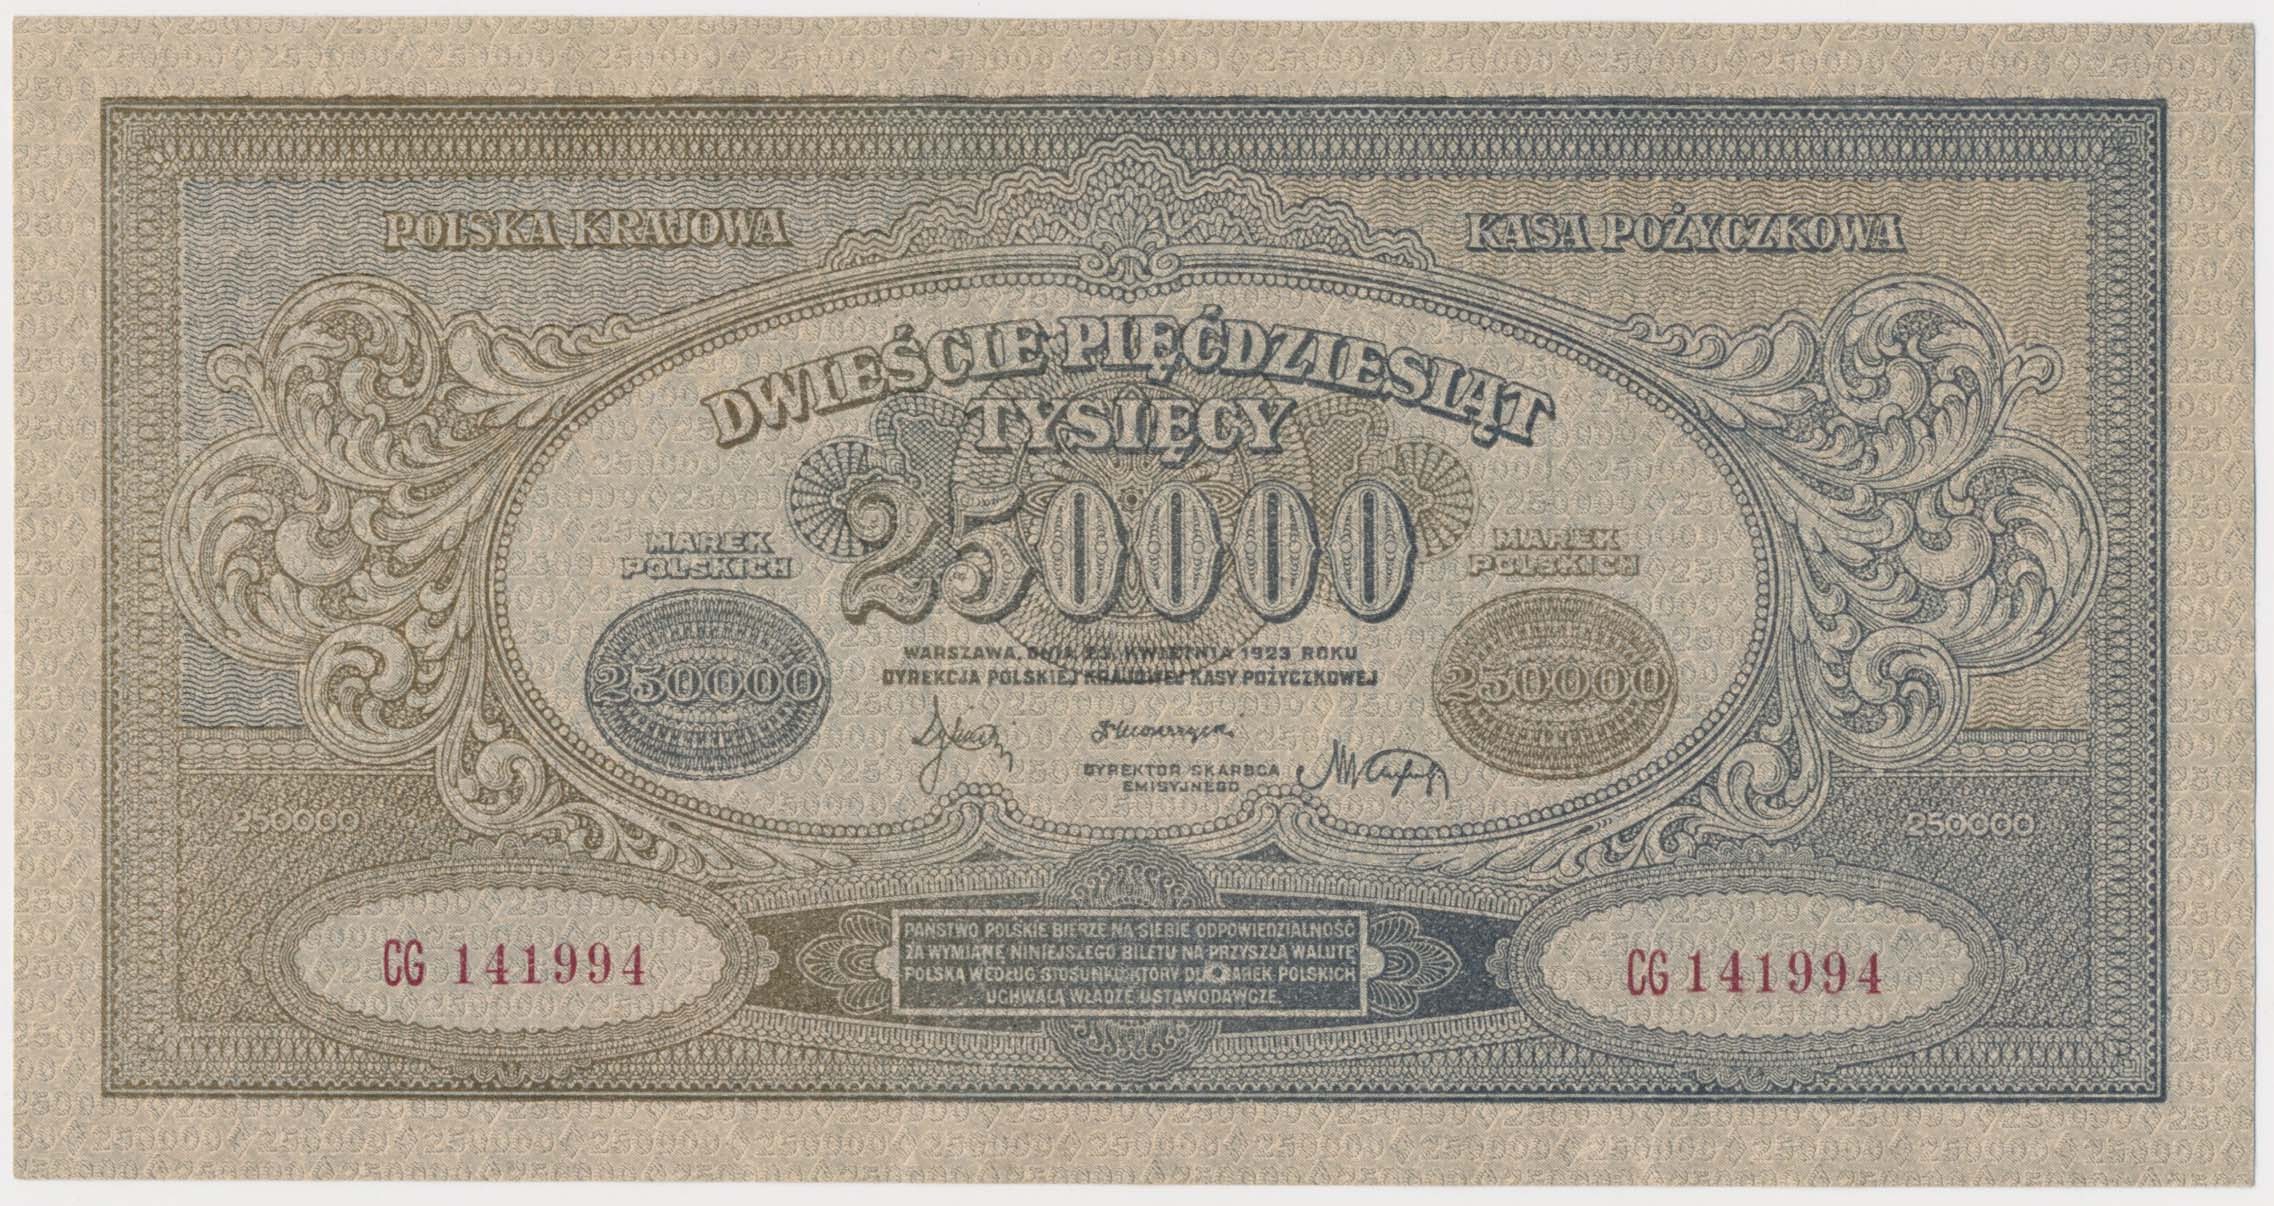 POLSKA KRAJOWA
KASA POŻYCZKOWA
DWIEŚCIE PIĘĆDZIESIĄT
TYSIĘCY
250000
MAREK
POLSKICH
MAREK
POLSKICH
250000
250000
WARSZAWA, DNIA 25. KWIETNIA 1923 ROKU
DYREKCJA POLSKIEJ KRAJOWEJ KASY POŻYCZKOWEJ
DYREKTOR SKARBCA
EMISYJNEGO
250000
250000
CG 141994
CG 141994
PAŃSTWO POLSKIE BIERZE NA SIEBIE ODPOWIEDZIALNOŚĆ
ZA WYMIANĘ NINIEJSZEGO BILETU NA PRZYSZŁĄ WALUTĘ
POLSKĄ WEDŁUG STOSUNKU, KTÓRY DLA MAREK POLSKICH
UCHWALĄ WŁADZE USTAWODAWCZE.